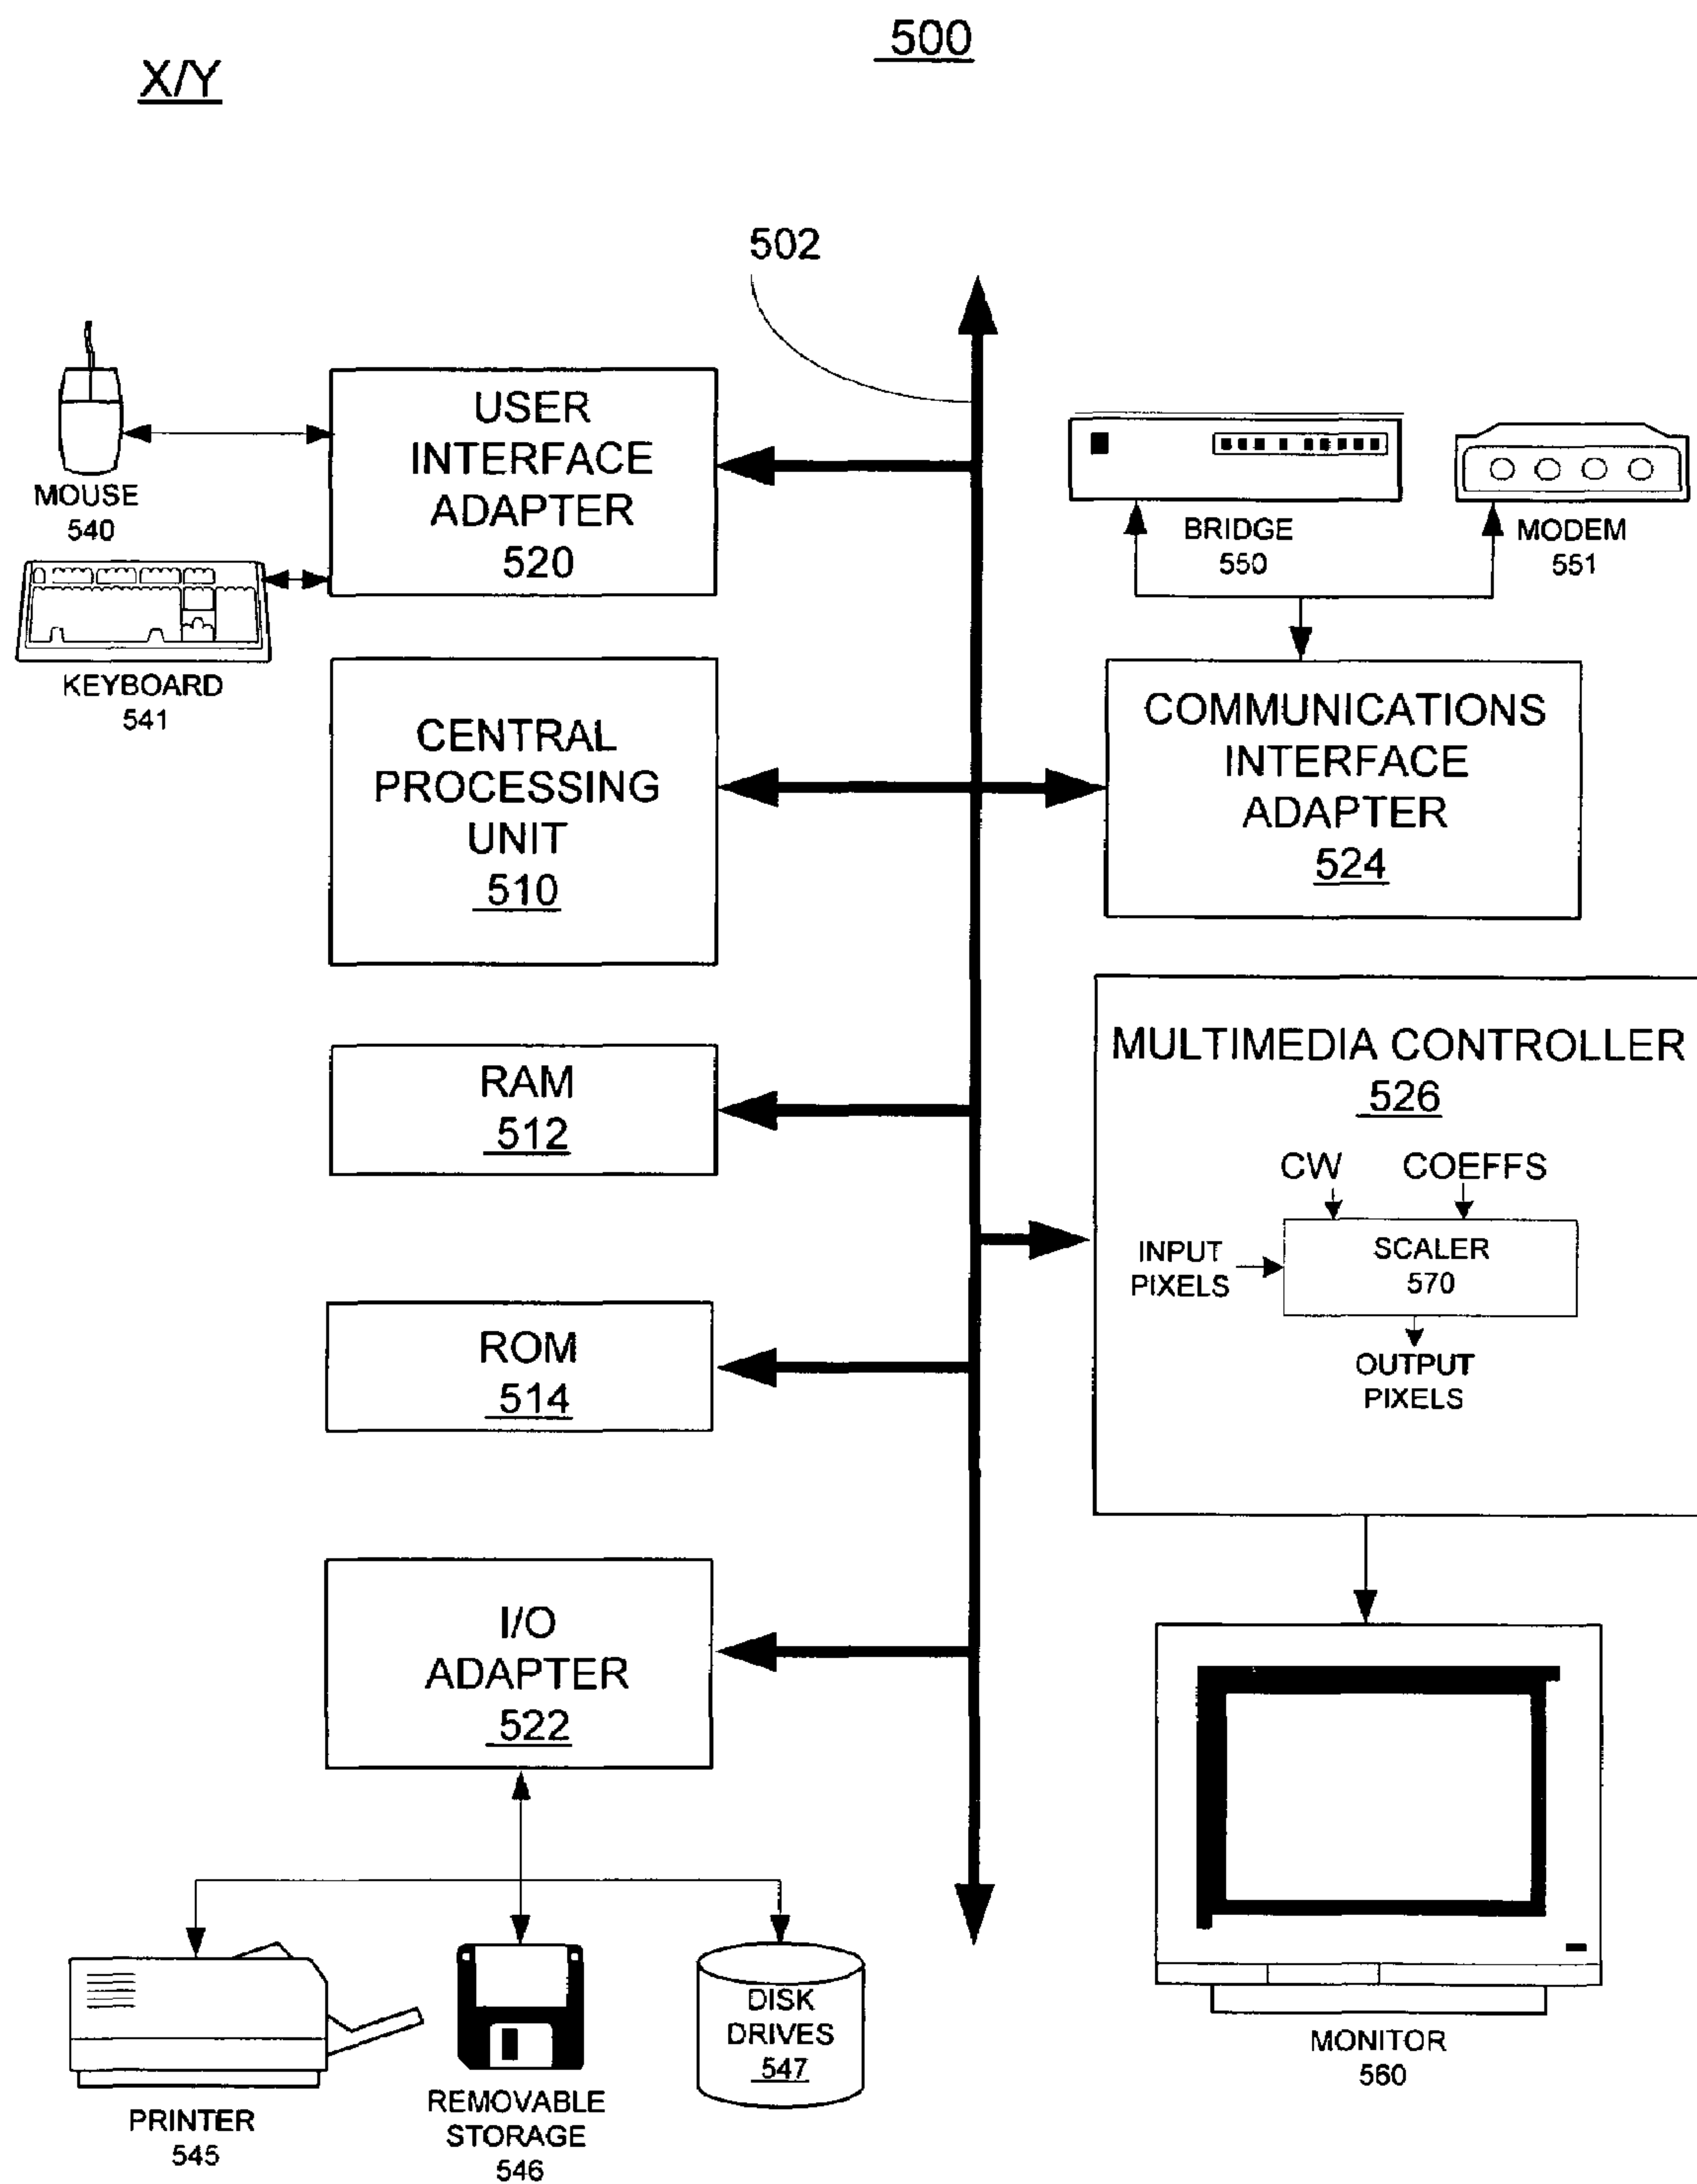 500
X/Y
502
USER
INTERFACE
ADAPTER
520
MOUSE
540
KEYBOARD
541
BRIDGE
550
MODEM
551
CENTRAL
PROCESSING
UNIT
510
COMMUNICATIONS
INTERFACE
ADAPTER
524
RAM
512
MULTIMEDIA CONTROLLER
526
CW
COEFFS
INPUT
PIXELS
SCALER
570
OUTPUT
PIXELS
ROM
514
I/O
ADAPTER
522
PRINTER
545
REMOVABLE
STORAGE
546
DISK
DRIVES
547
MONITOR
560